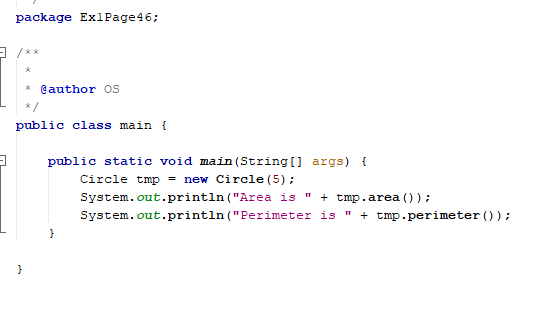 */
package Ex1Page46;
/**
*
* @author OS
*/
public class main {
public static void main(String[] args) {
Circle tmp = new Circle(5);
System.out.println("Area is " + tmp.area());
System.out.println("Perimeter is " + tmp.perimeter());
}
}